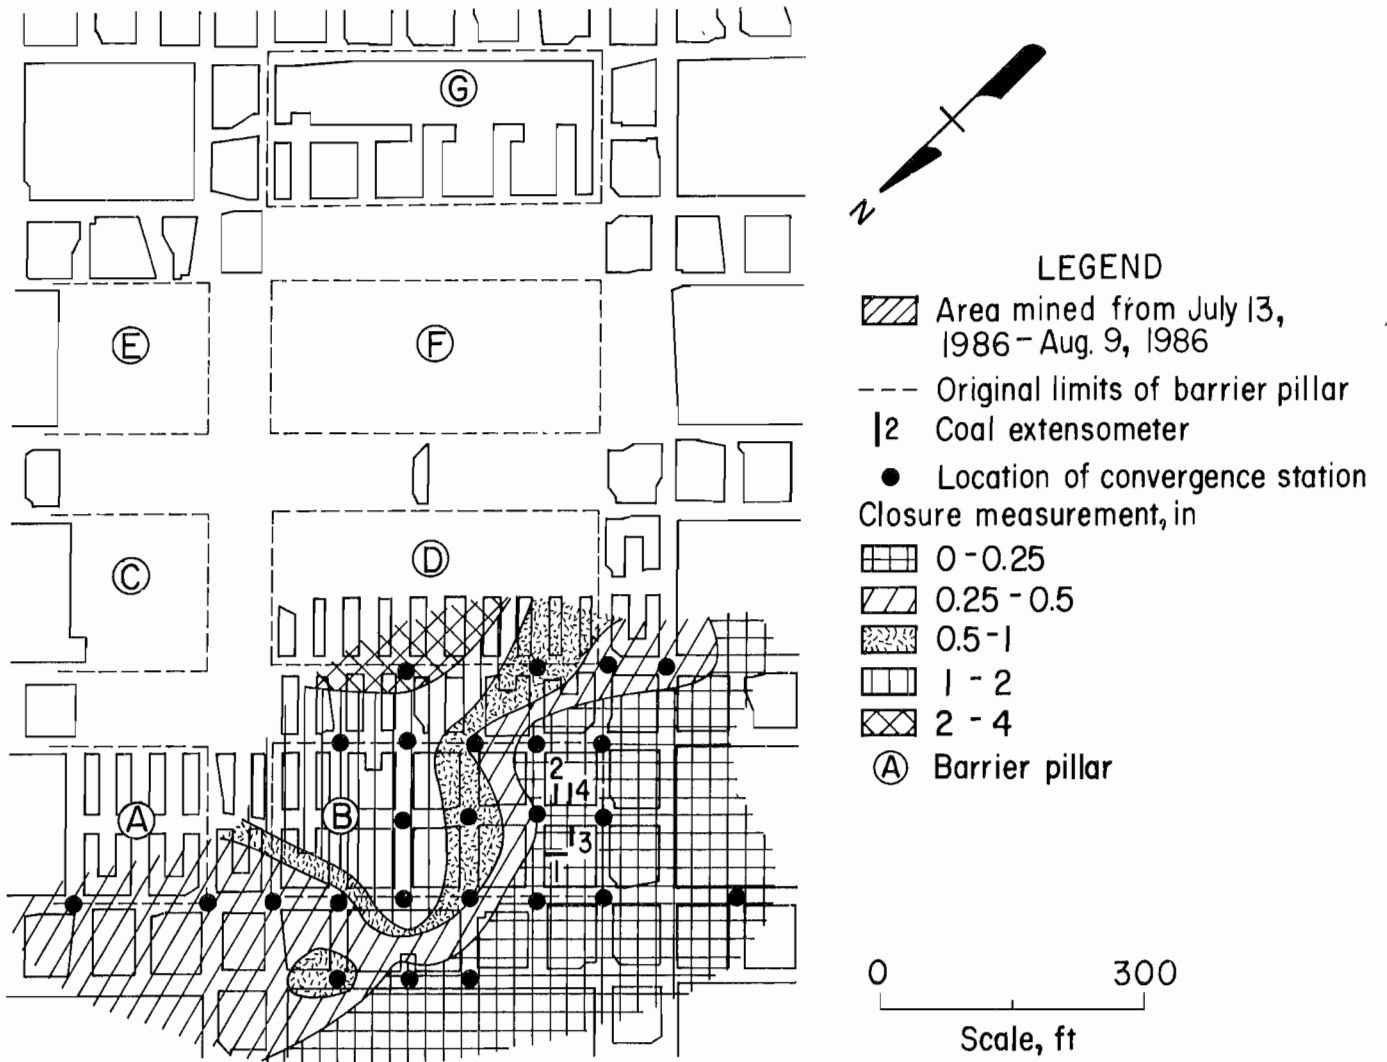 G
N
E
F
C
D
A
B
2
4
3
1
LEGEND
Area mined from July 13,
1986-Aug. 9, 1986
Original limits of barrier pillar
2 Coal extensometer
Location of convergence station
Closure measurement, in
0-0.25
0.25-0.5
0.5-1
1-2
2-4
A Barrier pillar
0 300
Scale, ft